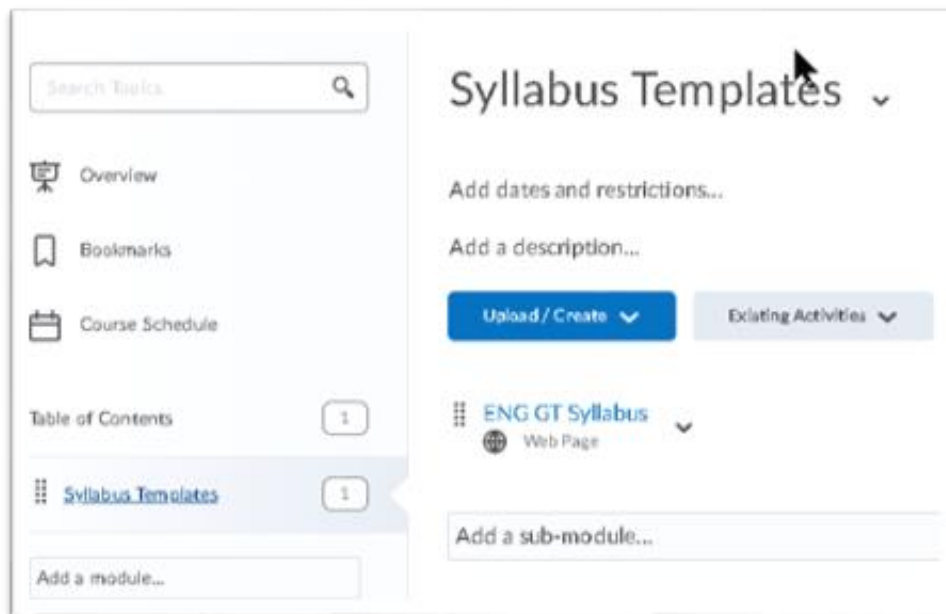 Search Topics
Overview
Bookmarks
Course Schedule
Table of Contents
1
Syllabus Templates
1
Add a module...
Syllabus Templates
Add dates and restrictions...
Add a description...
Upload / Create
Existing Activities
ENG GT Syllabus
Web Page
Add a sub-module...